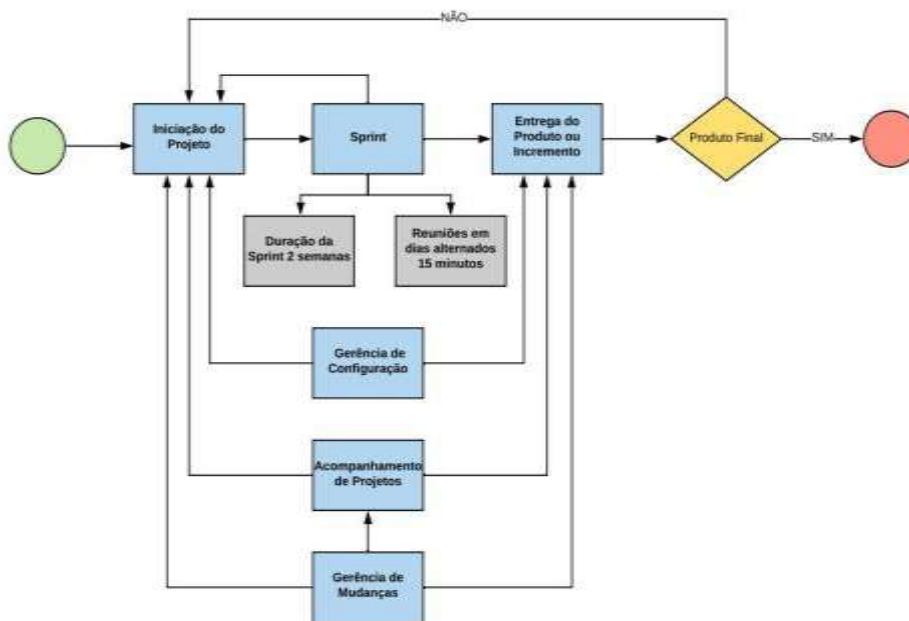 NÃO
Iniciação do
Projeto
Sprint
Entrega do
Produto ou
Incremento
Produto Final
SIM
Duração da
Sprint 2 semanas
Reuniões em
dias alternados
15 minutos
Gerência de
Configuração
Acompanhamento
de Projetos
Gerência de
Mudanças